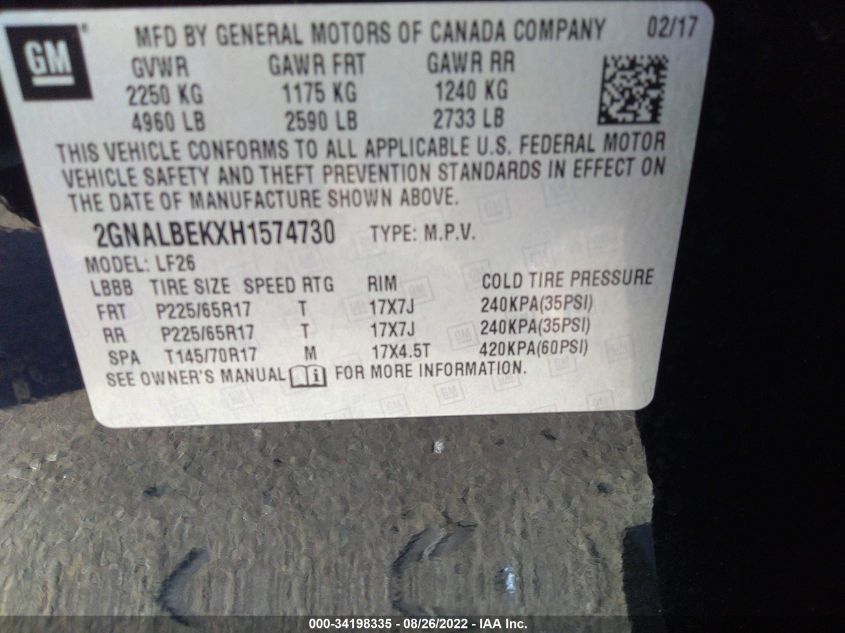 GM ®
MFD BY GENERAL MOTORS OF CANADA COMPANY 02/17
GVWR GAWR FRT GAWR RR
2250 KG 1175 KG 1240 KG
4960 LB 2590 LB 2733 LB
THIS VEHICLE CONFORMS TO ALL APPLICABLE U.S. FEDERAL MOTOR
VEHICLE SAFETY AND THEFT PREVENTION STANDARDS IN EFFECT ON
THE DATE OF MANUFACTURE SHOWN ABOVE.
2GNALBEKXH1574730 TYPE: M.P.V.
MODEL: LF26
LBBB TIRE SIZE SPEED RTG RIM COLD TIRE PRESSURE
FRT P225/65R17 T 17X7J 240KPA(35PSI)
RR P225/65R17 T 17X7J 240KPA(35PSI)
SPA T145/70R17 M 17X4.5T 420KPA(60PSI)
SEE OWNER'S MANUAL i FOR MORE INFORMATION.
000-34198335 - 08/26/2022 - IAA Inc.